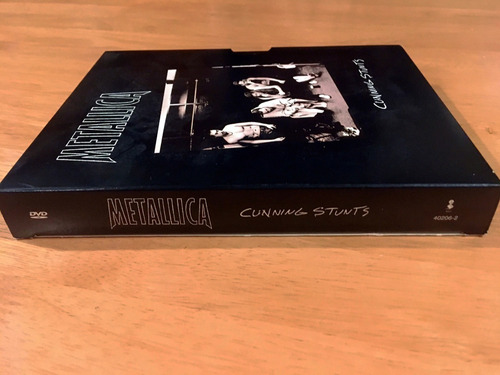 METALLICA
CUNNING STUNTS
DVD
METALLICA
CUNNING STUNTS
40206-2